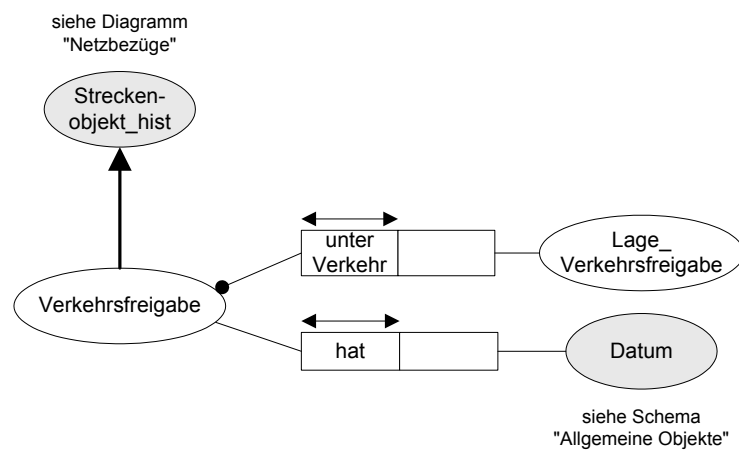 siehe Diagramm
"Netzbezüge"
Strecken-
objekt_hist
unter
Verkehr
Lage_
Verkehrsfreigabe
Verkehrsfreigabe
hat
Datum
siehe Schema
"Allgemeine Objekte"